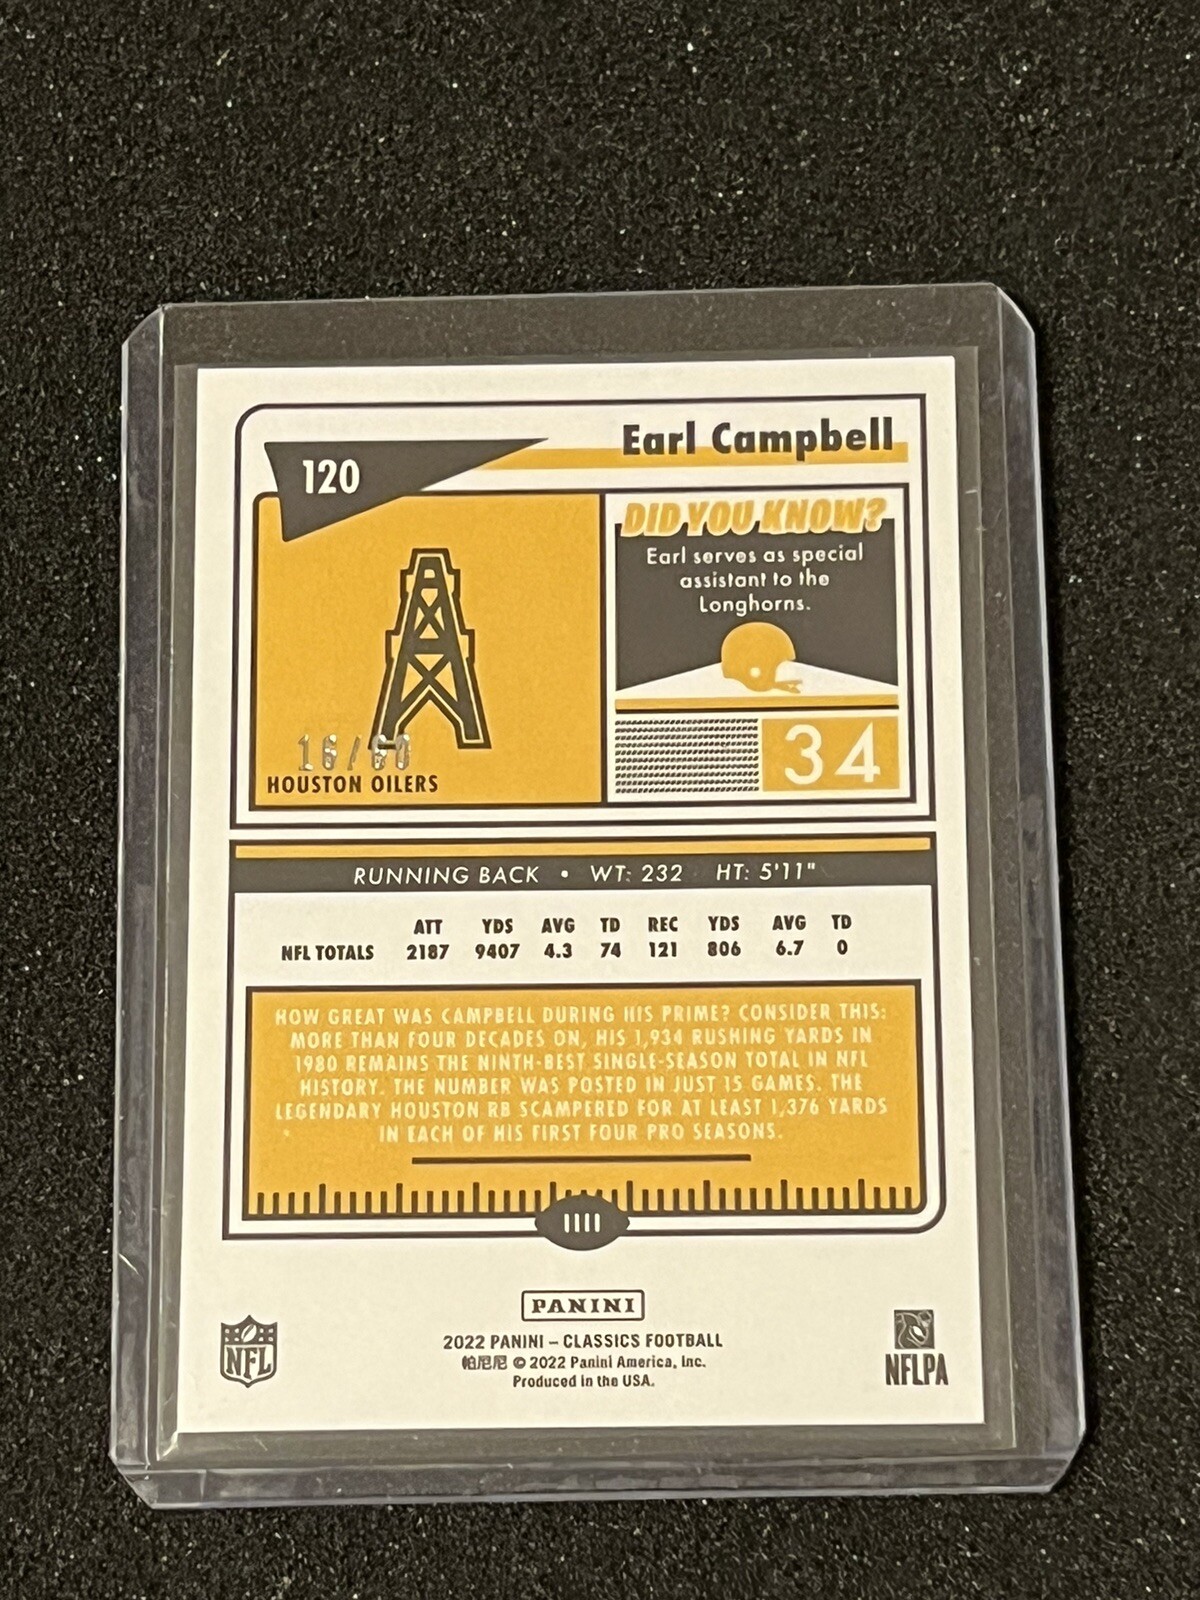 Earl Campbell
120
DID YOU KNOW?
Earl serves as special
assistant to the
Longhorns.
HOUSTON OILERS
34
RUNNING BACK • WT: 232 HT: 5'11"
ATT YDS AVG TD REC YDS AVG TD
NFL TOTALS 2187 9407 4.3 74 121 806 6.7 0
HOW GREAT WAS CAMPBELL DURING HIS PRIME? CONSIDER THIS:
MORE THAN FOUR DECADES ON, HIS 1,934 RUSHING YARDS IN
1980 REMAINS THE NINTH-BEST SINGLE-SEASON TOTAL IN NFL
HISTORY. THE NUMBER WAS POSTED IN JUST 15 GAMES. THE
LEGENDARY HOUSTON RB SCAMPERED FOR AT LEAST 1,376 YARDS
IN EACH OF HIS FIRST FOUR PRO SEASONS.
PANINI
2022 PANINI – CLASSICS FOOTBALL
帕尼尼 © 2022 Panini America, Inc.
Produced in the USA.
NFL
NFLPA